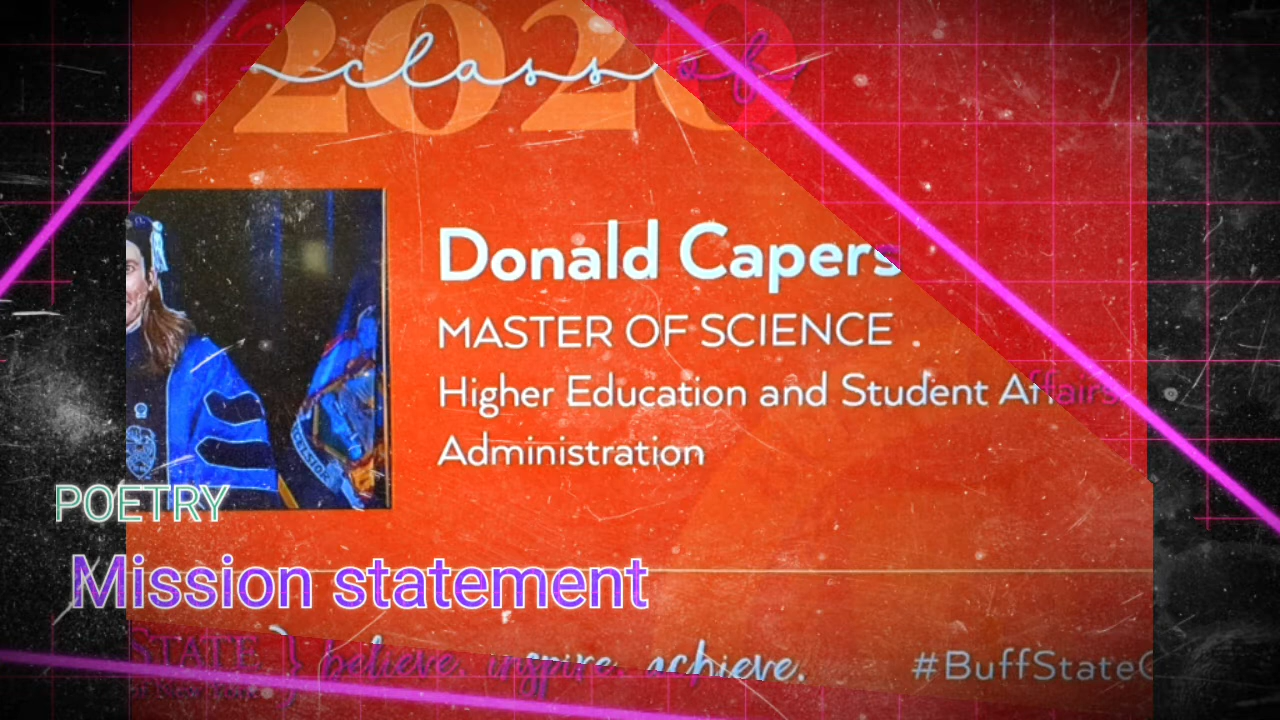 2020
class of
Donald Capers
MASTER OF SCIENCE
Higher Education and Student Affairs
Administration
POETRY
Mission statement
STATE } believe. inspire. achieve.
#BuffState